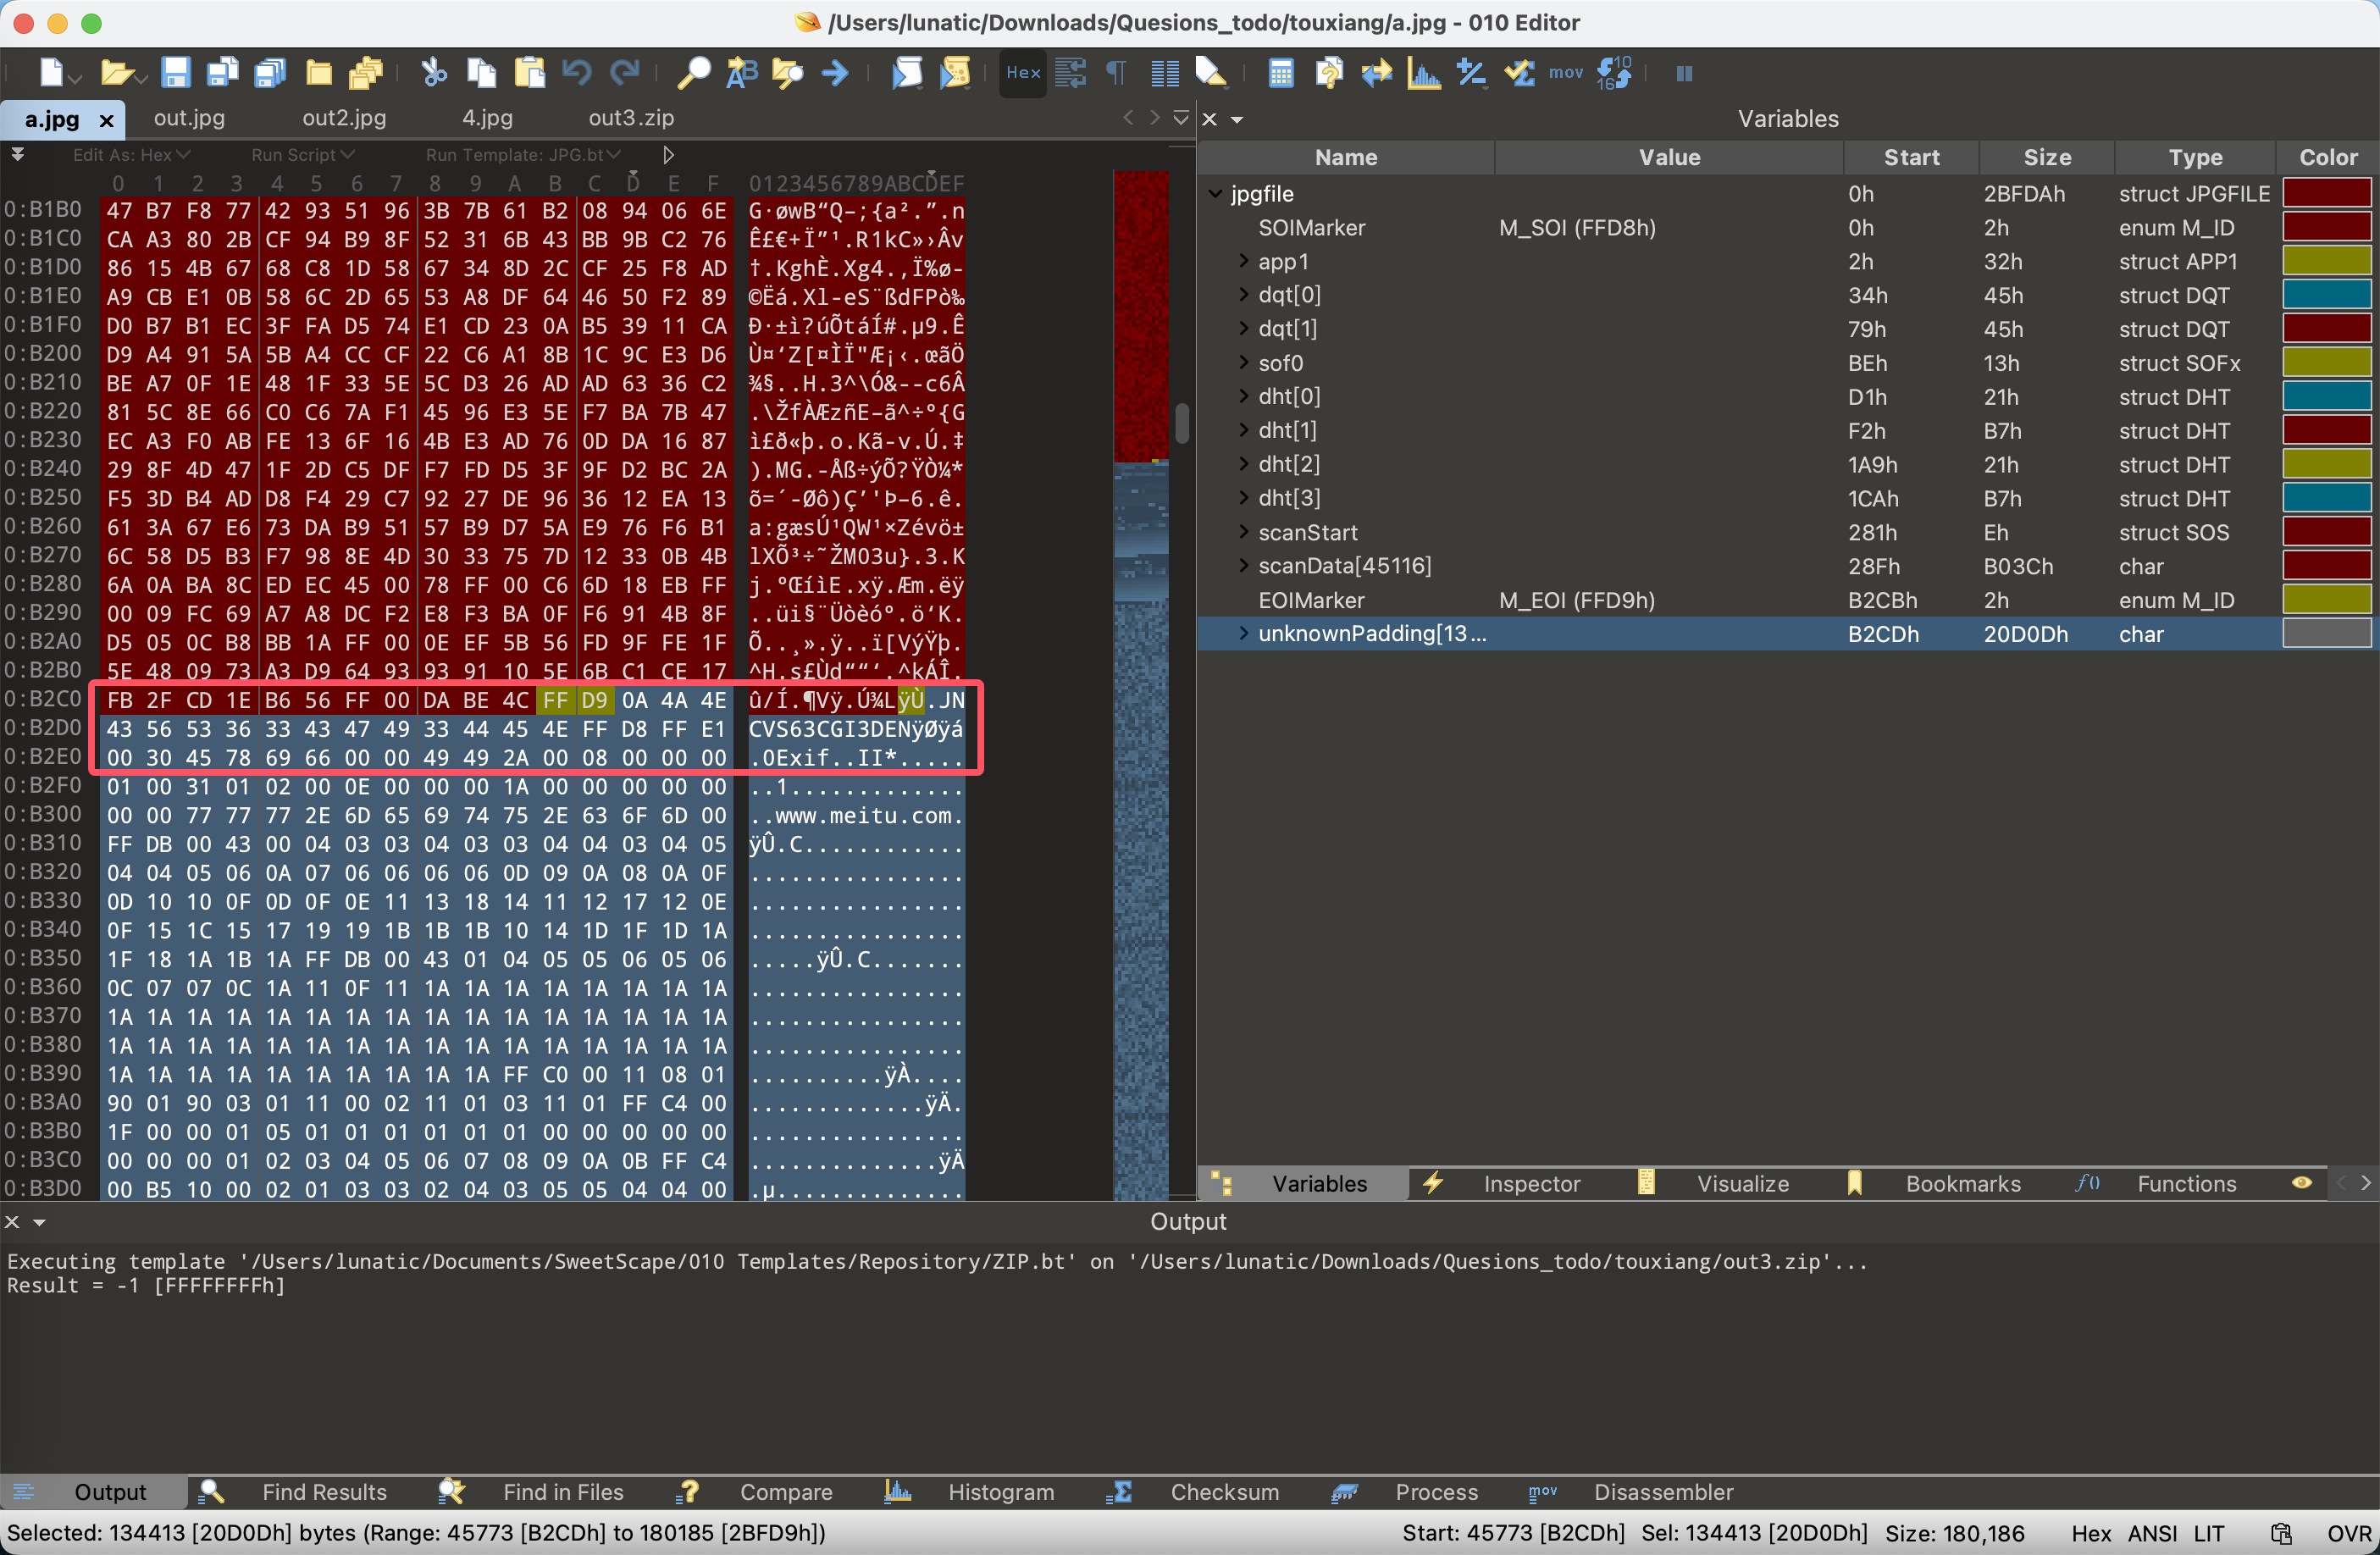 /Users/lunatic/Downloads/Quesions_todo/touxiang/a.jpg - 010 Editor
Hex
mov
a.jpg out.jpg out2.jpg 4.jpg out3.zip
Edit As: Hex Run Script Run Template: JPG.bt
0 1 2 3 4 5 6 7 8 9 A B C D E F 0123456789ABCDEF
0:B1B0 47 B7 F8 77 42 93 51 96 3B 7B 61 B2 08 94 06 6E G·øwB“Q–;{a².”.n
0:B1C0 CA A3 80 2B CF 94 B9 8F 52 31 6B 43 BB 9B C2 76 Ê£€+Ï”¹.R1kC»›Âv
0:B1D0 86 15 4B 67 68 C8 1D 58 67 34 8D 2C CF 25 F8 AD †.KghÈ.Xg4.,Ï%ø-
0:B1E0 A9 CB E1 0B 58 6C 2D 65 53 A8 DF 64 46 50 F2 89 ©Ëá.Xl-eS¨ßdFPò‰
0:B1F0 D0 B7 B1 EC 3F FA D5 74 E1 CD 23 0A B5 39 11 CA Ð·±ì?úÕtáÍ#.µ9.Ê
0:B200 D9 A4 91 5A 5B A4 CC CF 22 C6 A1 8B 1C 9C E3 D6 Ù¤‘Z[¤ÌÏ"Æ¡‹.œãÖ
0:B210 BE A7 0F 1E 48 1F 33 5E 5C D3 26 AD AD 63 36 C2 ¾§..H.3^\Ó&--c6Â
0:B220 81 5C 8E 66 C0 C6 7A F1 45 96 E3 5E F7 BA 7B 47 .\ŽfÀÆzñE–ã^÷º{G
0:B230 EC A3 F0 AB FE 13 6F 16 4B E3 AD 76 0D DA 16 87 ì£ð«þ.o.Kã-v.Ú.‡
0:B240 29 8F 4D 47 1F 2D C5 DF F7 FD D5 3F 9F D2 BC 2A ).MG.-Åß÷ýÕ?ŸÒ¼*
0:B250 F5 3D B4 AD D8 F4 29 C7 92 27 DE 96 36 12 EA 13 õ=´-Øô)Ç’'Þ–6.ê.
0:B260 61 3A 67 E6 73 DA B9 51 57 B9 D7 5A E9 76 F6 B1 a:gæsÚ¹QW¹×Zévö±
0:B270 6C 58 D5 B3 F7 98 8E 4D 30 33 75 7D 12 33 0B 4B lXÕ³÷˜ŽM03u}.3.K
0:B280 6A 0A BA 8C ED EC 45 00 78 FF 00 C6 6D 18 EB FF j.ºŒíìE.xÿ.Æm.ëÿ
0:B290 00 09 FC 69 A7 A8 DC F2 E8 F3 BA 0F F6 91 4B 8F ..üi§¨Üòèóº.ö‘K.
0:B2A0 D5 05 0C B8 BB 1A FF 00 0E EF 5B 56 FD 9F FE 1F Õ..¸».ÿ..ï[VýŸþ.
0:B2B0 5E 48 09 73 A3 D9 64 93 93 91 10 5E 6B C1 CE 17 ^H.s£Ùd““‘.^kÁÎ.
0:B2C0 FB 2F CD 1E B6 56 FF 00 DA BE 4C FF D9 0A 4A 4E û/Í.¶Vÿ.Ú¾LÿÙ.JN
0:B2D0 43 56 53 36 33 43 47 49 33 44 45 4E FF D8 FF E1 CVS63CGI3DENÿØÿá
0:B2E0 00 30 45 78 69 66 00 00 49 49 2A 00 08 00 00 00 .0Exif..II*.....
0:B2F0 01 00 31 01 02 00 0E 00 00 00 1A 00 00 00 00 00 ..1.............
0:B300 00 00 77 77 77 2E 6D 65 69 74 75 2E 63 6F 6D 00 ..www.meitu.com.
0:B310 FF DB 00 43 00 04 03 03 04 03 03 04 04 03 04 05 ÿÛ.C............
0:B320 04 04 05 06 0A 07 06 06 06 06 0D 09 0A 08 0A 0F ................
0:B330 0D 10 10 0F 0D 0F 0E 11 13 18 14 11 12 17 12 0E ................
0:B340 0F 15 1C 15 17 19 19 1B 1B 1B 10 14 1D 1F 1D 1A ................
0:B350 1F 18 1A 1B 1A FF DB 00 43 01 04 05 05 06 05 06 .....ÿÛ.C.......
0:B360 0C 07 07 0C 1A 11 0F 11 1A 1A 1A 1A 1A 1A 1A 1A ................
0:B370 1A 1A 1A 1A 1A 1A 1A 1A 1A 1A 1A 1A 1A 1A 1A 1A ................
0:B380 1A 1A 1A 1A 1A 1A 1A 1A 1A 1A 1A 1A 1A 1A 1A 1A ................
0:B390 1A 1A 1A 1A 1A 1A 1A 1A 1A 1A FF C0 00 11 08 01 ..........ÿÀ....
0:B3A0 90 01 90 03 01 11 00 02 11 01 03 11 01 FF C4 00 .............ÿÄ.
0:B3B0 1F 00 00 01 05 01 01 01 01 01 01 00 00 00 00 00 ................
0:B3C0 00 00 00 01 02 03 04 05 06 07 08 09 0A 0B FF C4 ..............ÿÄ
0:B3D0 00 B5 10 00 02 01 03 03 02 04 03 05 05 04 04 00 .µ..............
Variables
Name Value Start Size Type Color
jpgfile 0h 2BFDAh struct JPGFILE
SOIMarker M_SOI (FFD8h) 0h 2h enum M_ID
app1 2h 32h struct APP1
dqt[0] 34h 45h struct DQT
dqt[1] 79h 45h struct DQT
sof0 BEh 13h struct SOFx
dht[0] D1h 21h struct DHT
dht[1] F2h B7h struct DHT
dht[2] 1A9h 21h struct DHT
dht[3] 1CAh B7h struct DHT
scanStart 281h Eh struct SOS
scanData[45116] 28Fh B03Ch char
EOIMarker M_EOI (FFD9h) B2CBh 2h enum M_ID
unknownPadding[13... B2CDh 20D0Dh char
Variables Inspector Visualize Bookmarks f() Functions
Output
Executing template '/Users/lunatic/Documents/SweetScape/010 Templates/Repository/ZIP.bt' on '/Users/lunatic/Downloads/Quesions_todo/touxiang/out3.zip'...
Result = -1 [FFFFFFFFh]
Output Find Results Find in Files Compare Histogram Checksum Process mov Disassembler
Selected: 134413 [20D0Dh] bytes (Range: 45773 [B2CDh] to 180185 [2BFD9h]) Start: 45773 [B2CDh] Sel: 134413 [20D0Dh] Size: 180,186 Hex ANSI LIT OVR